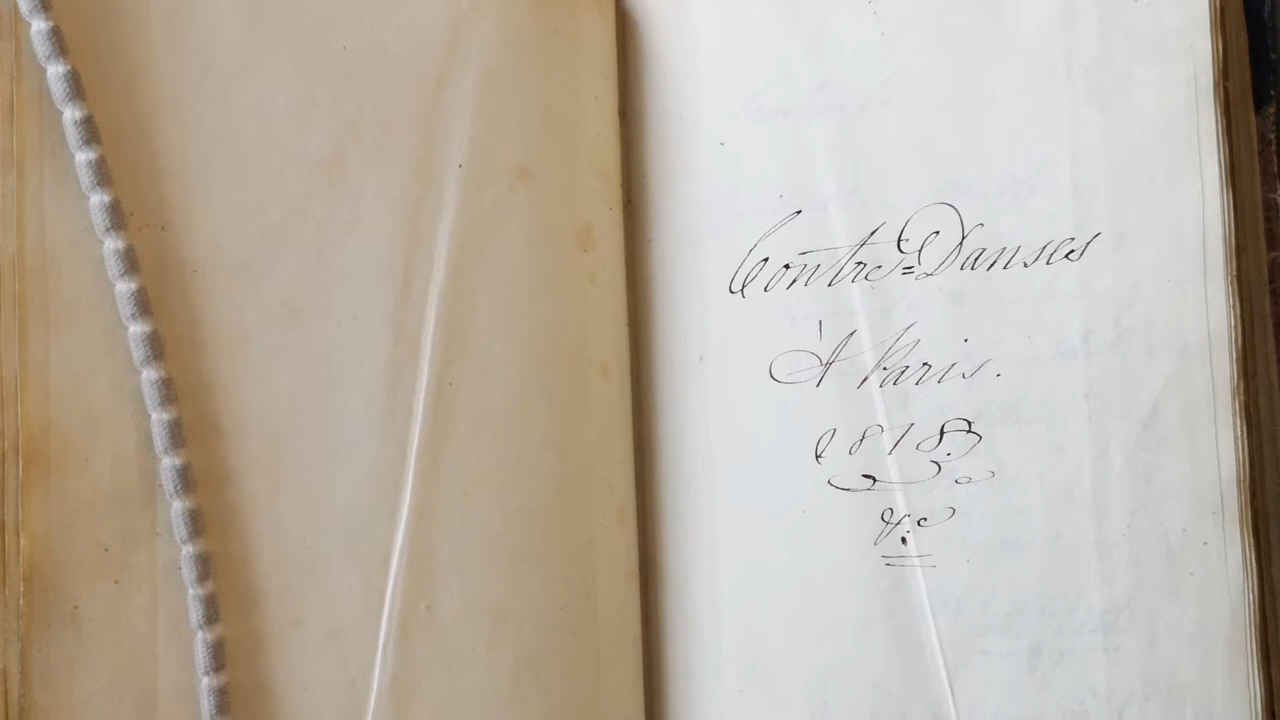 Contre=Danses
À Paris.
1818.
&c